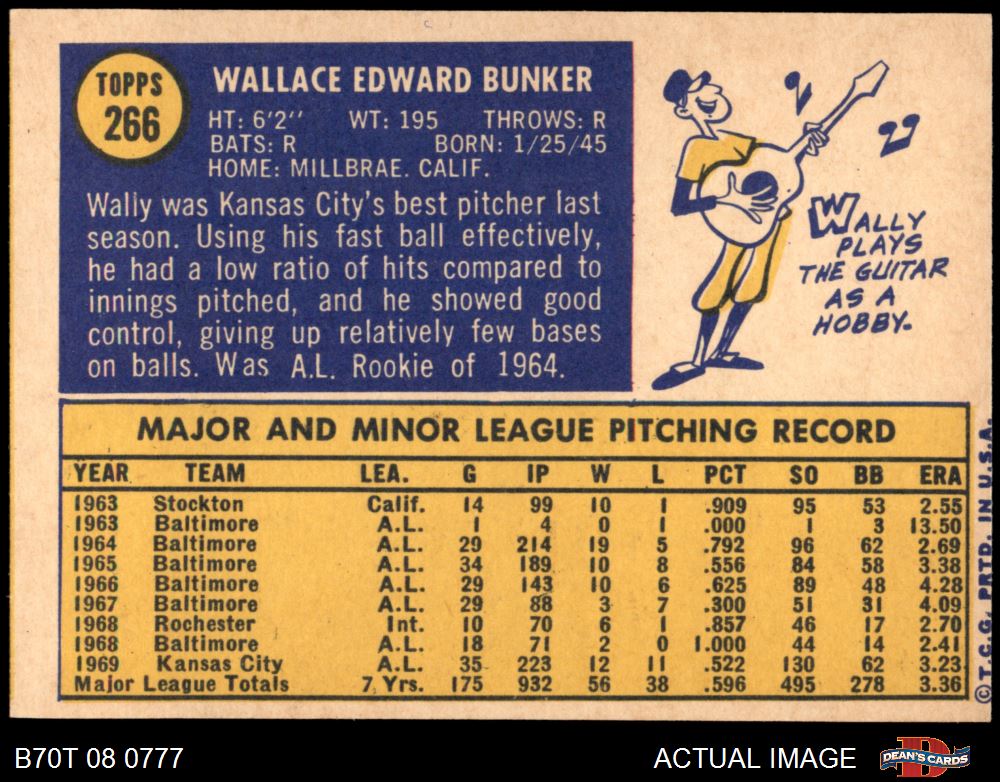 TOPPS
266
WALLACE EDWARD BUNKER
HT: 6'2" WT: 195 THROWS: R
BATS: R BORN: 1/25/45
HOME: MILLBRAE. CALIF.
Wally was Kansas City's best pitcher last
season. Using his fast ball effectively,
he had a low ratio of hits compared to
innings pitched, and he showed good
control, giving up relatively few bases
on balls. Was A.L. Rookie of 1964.
WALLY
PLAYS
THE GUITAR
AS A
HOBBY.
MAJOR AND MINOR LEAGUE PITCHING RECORD
YEAR TEAM LEA. G IP W L PCT SO BB ERA
1963 Stockton Calif. 14 99 10 1 .909 95 53 2.55
1963 Baltimore A.L. 1 4 0 1 .000 1 3 13.50
1964 Baltimore A.L. 29 214 19 5 .792 96 62 2.69
1965 Baltimore A.L. 34 189 10 8 .556 84 58 3.38
1966 Baltimore A.L. 29 143 10 6 .625 89 48 4.28
1967 Baltimore A.L. 29 88 3 7 .300 51 31 4.09
1968 Rochester Int. 10 70 6 1 .857 46 17 2.70
1968 Baltimore A.L. 18 71 2 0 1.000 44 14 2.41
1969 Kansas City A.L. 35 223 12 11 .522 130 62 3.23
Major League Totals 7 Yrs. 175 932 56 38 .596 495 278 3.36
©T.C.G. PRTD. IN U.S.A.
B70T 08 0777 ACTUAL IMAGE DEAN'S CARDS